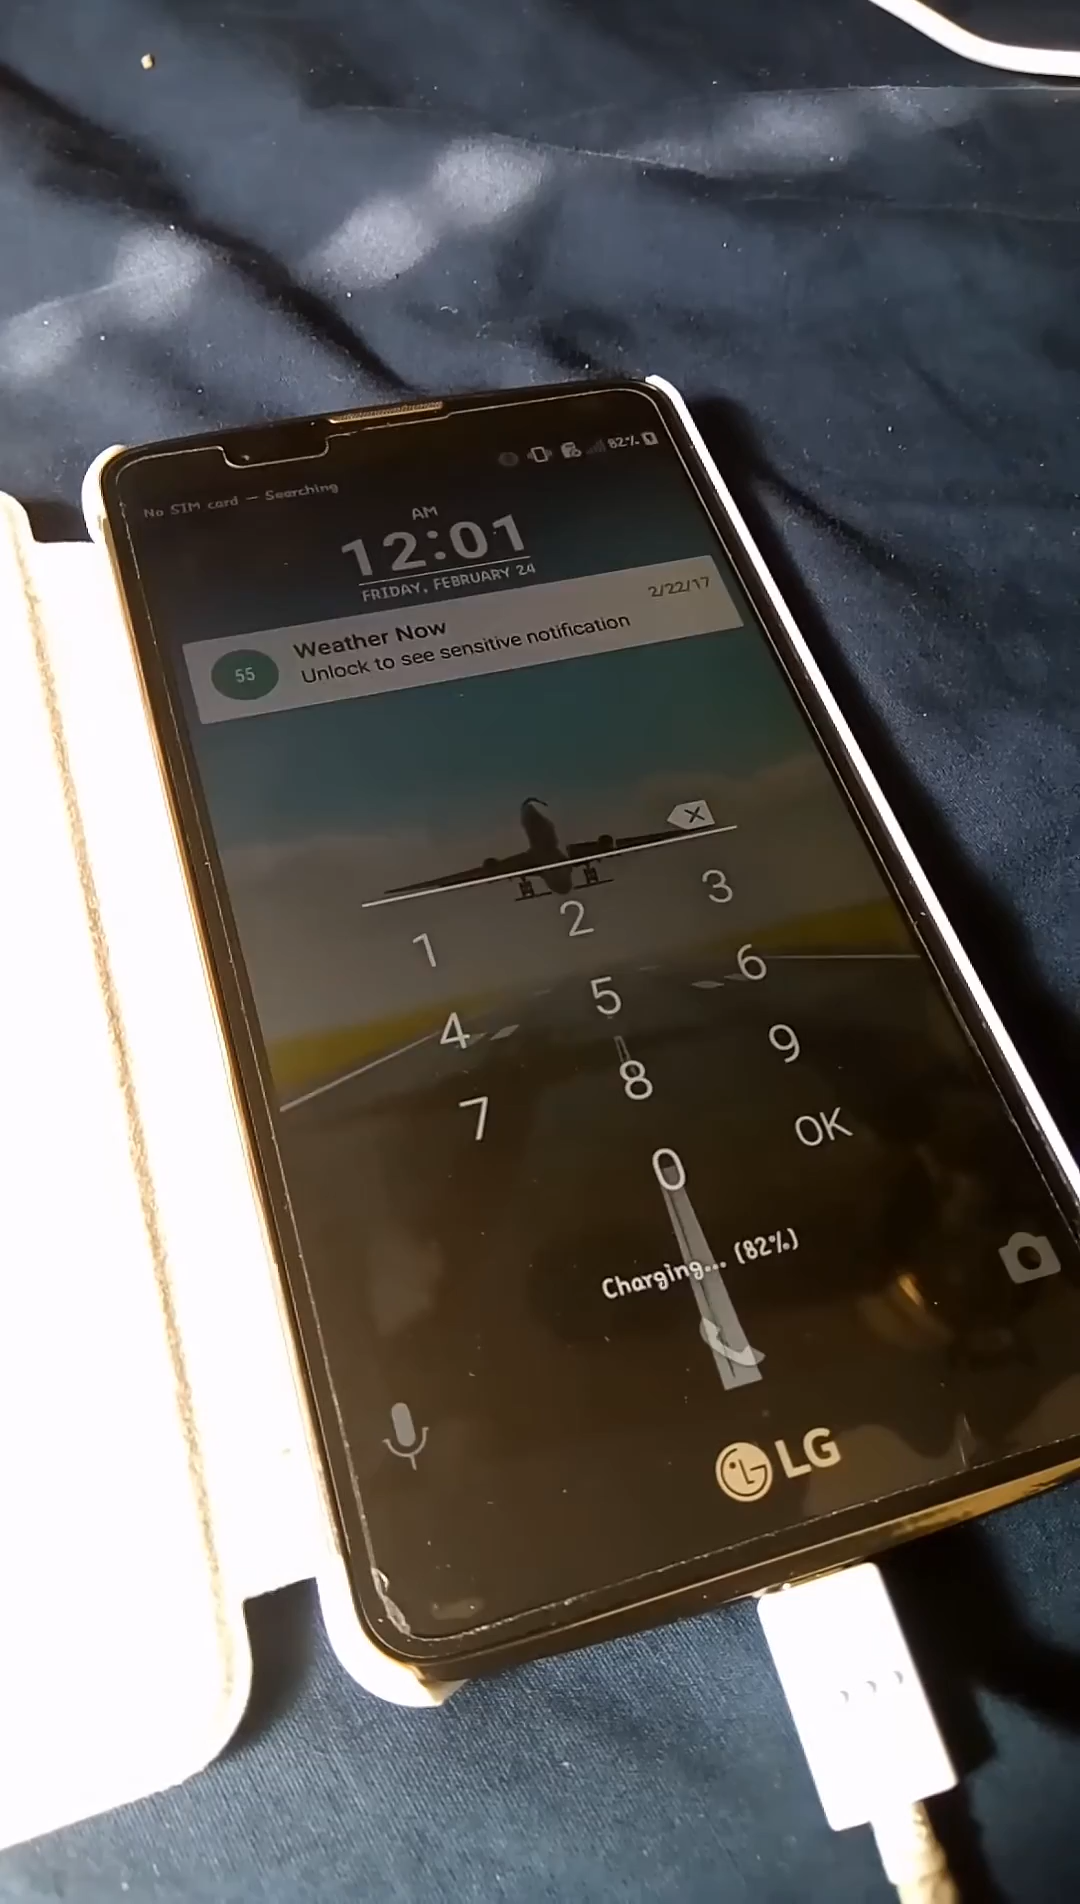 82%
No SIM card — Searching
AM
12:01
FRIDAY, FEBRUARY 24
2/22/17
Weather Now
55
Unlock to see sensitive notification
1 2 3
4 5 6
7 8 9
0 OK
Charging... (82%)
LG